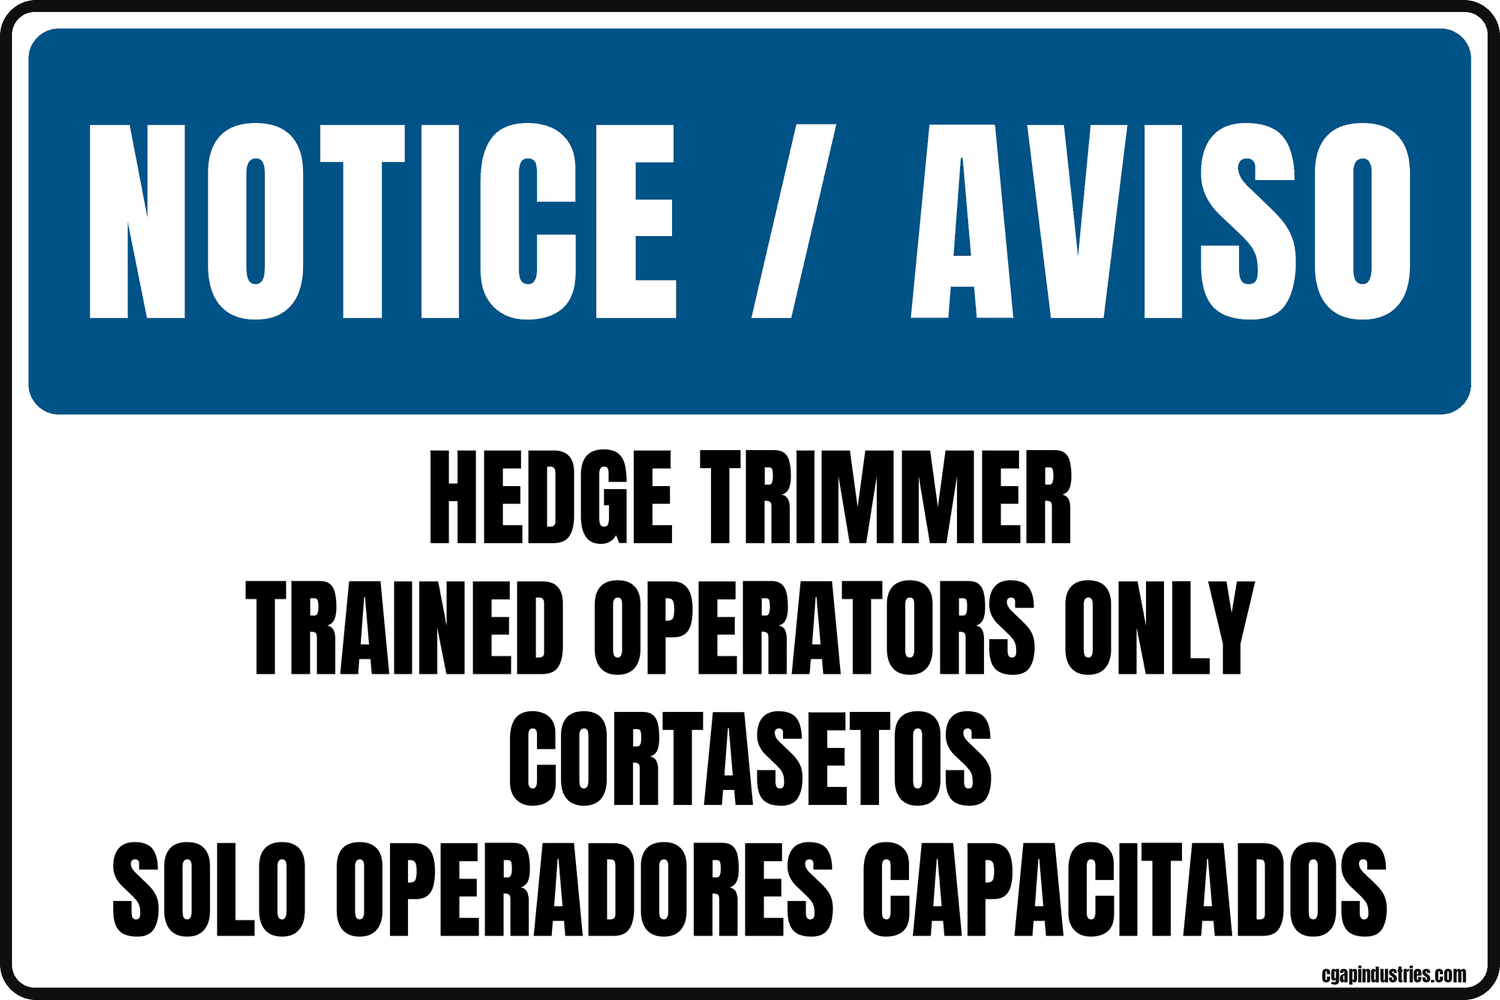 NOTICE / AVISO
HEDGE TRIMMER
TRAINED OPERATORS ONLY
CORTASETOS
SOLO OPERADORES CAPACITADOS
cgapindustries.com